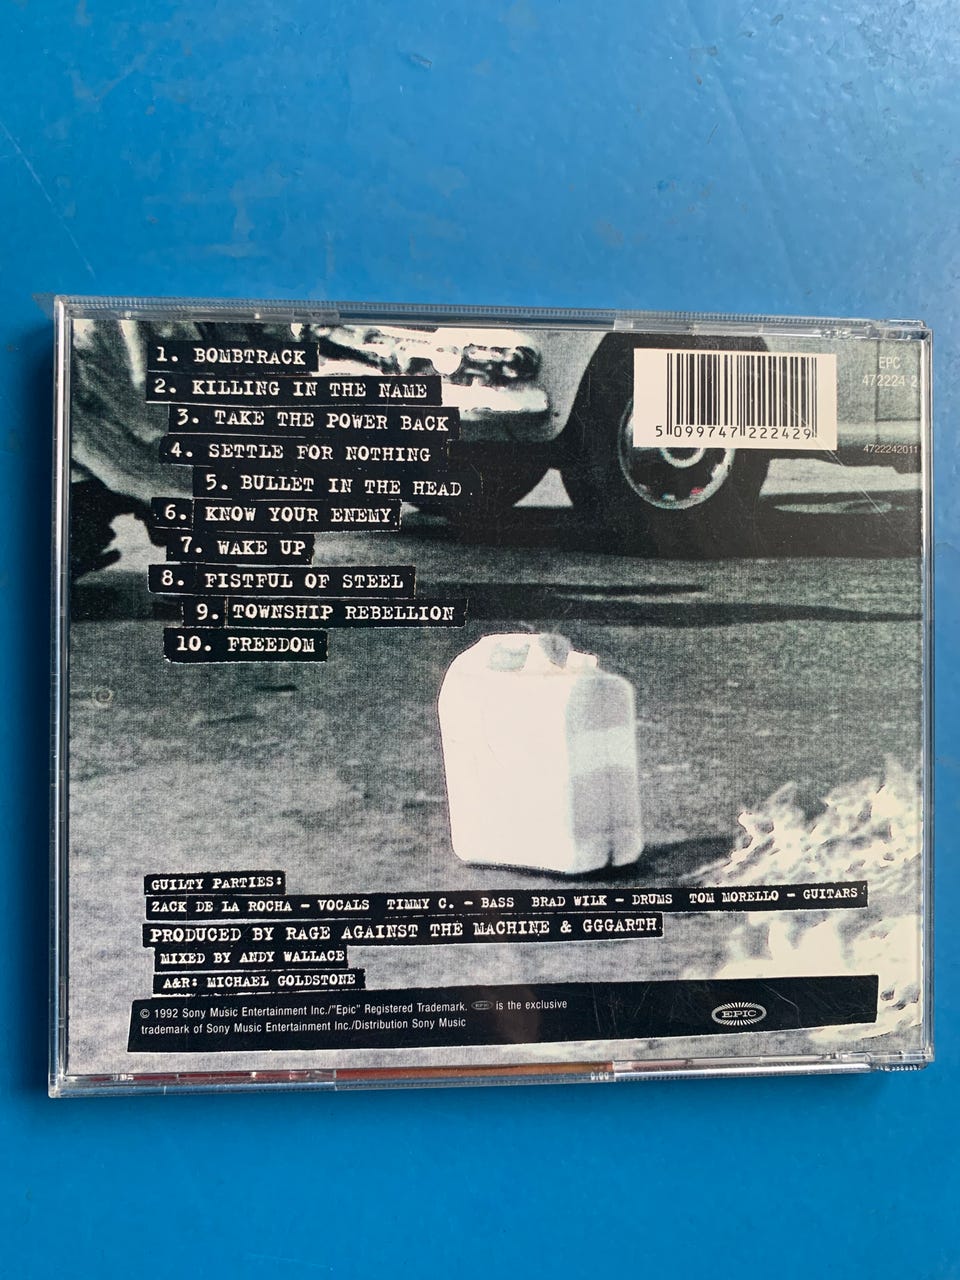 1. BOMBTRACK
2. KILLING IN THE NAME
3. TAKE THE POWER BACK
4. SETTLE FOR NOTHING
5. BULLET IN THE HEAD
6. KNOW YOUR ENEMY
7. WAKE UP
8. FISTFUL OF STEEL
9. TOWNSHIP REBELLION
10. FREEDOM
5 099747 222429
EPC
472224 2
4722242011
GUILTY PARTIES:
ZACK DE LA ROCHA – VOCALS TIMMY C. – BASS BRAD WILK – DRUMS TOM MORELLO – GUITARS
PRODUCED BY RAGE AGAINST THE MACHINE & GGGARTH
MIXED BY ANDY WALLACE
A&R: MICHAEL GOLDSTONE
© 1992 Sony Music Entertainment Inc./"Epic" Registered Trademark. EPIC is the exclusive
trademark of Sony Music Entertainment Inc./Distribution Sony Music
EPIC